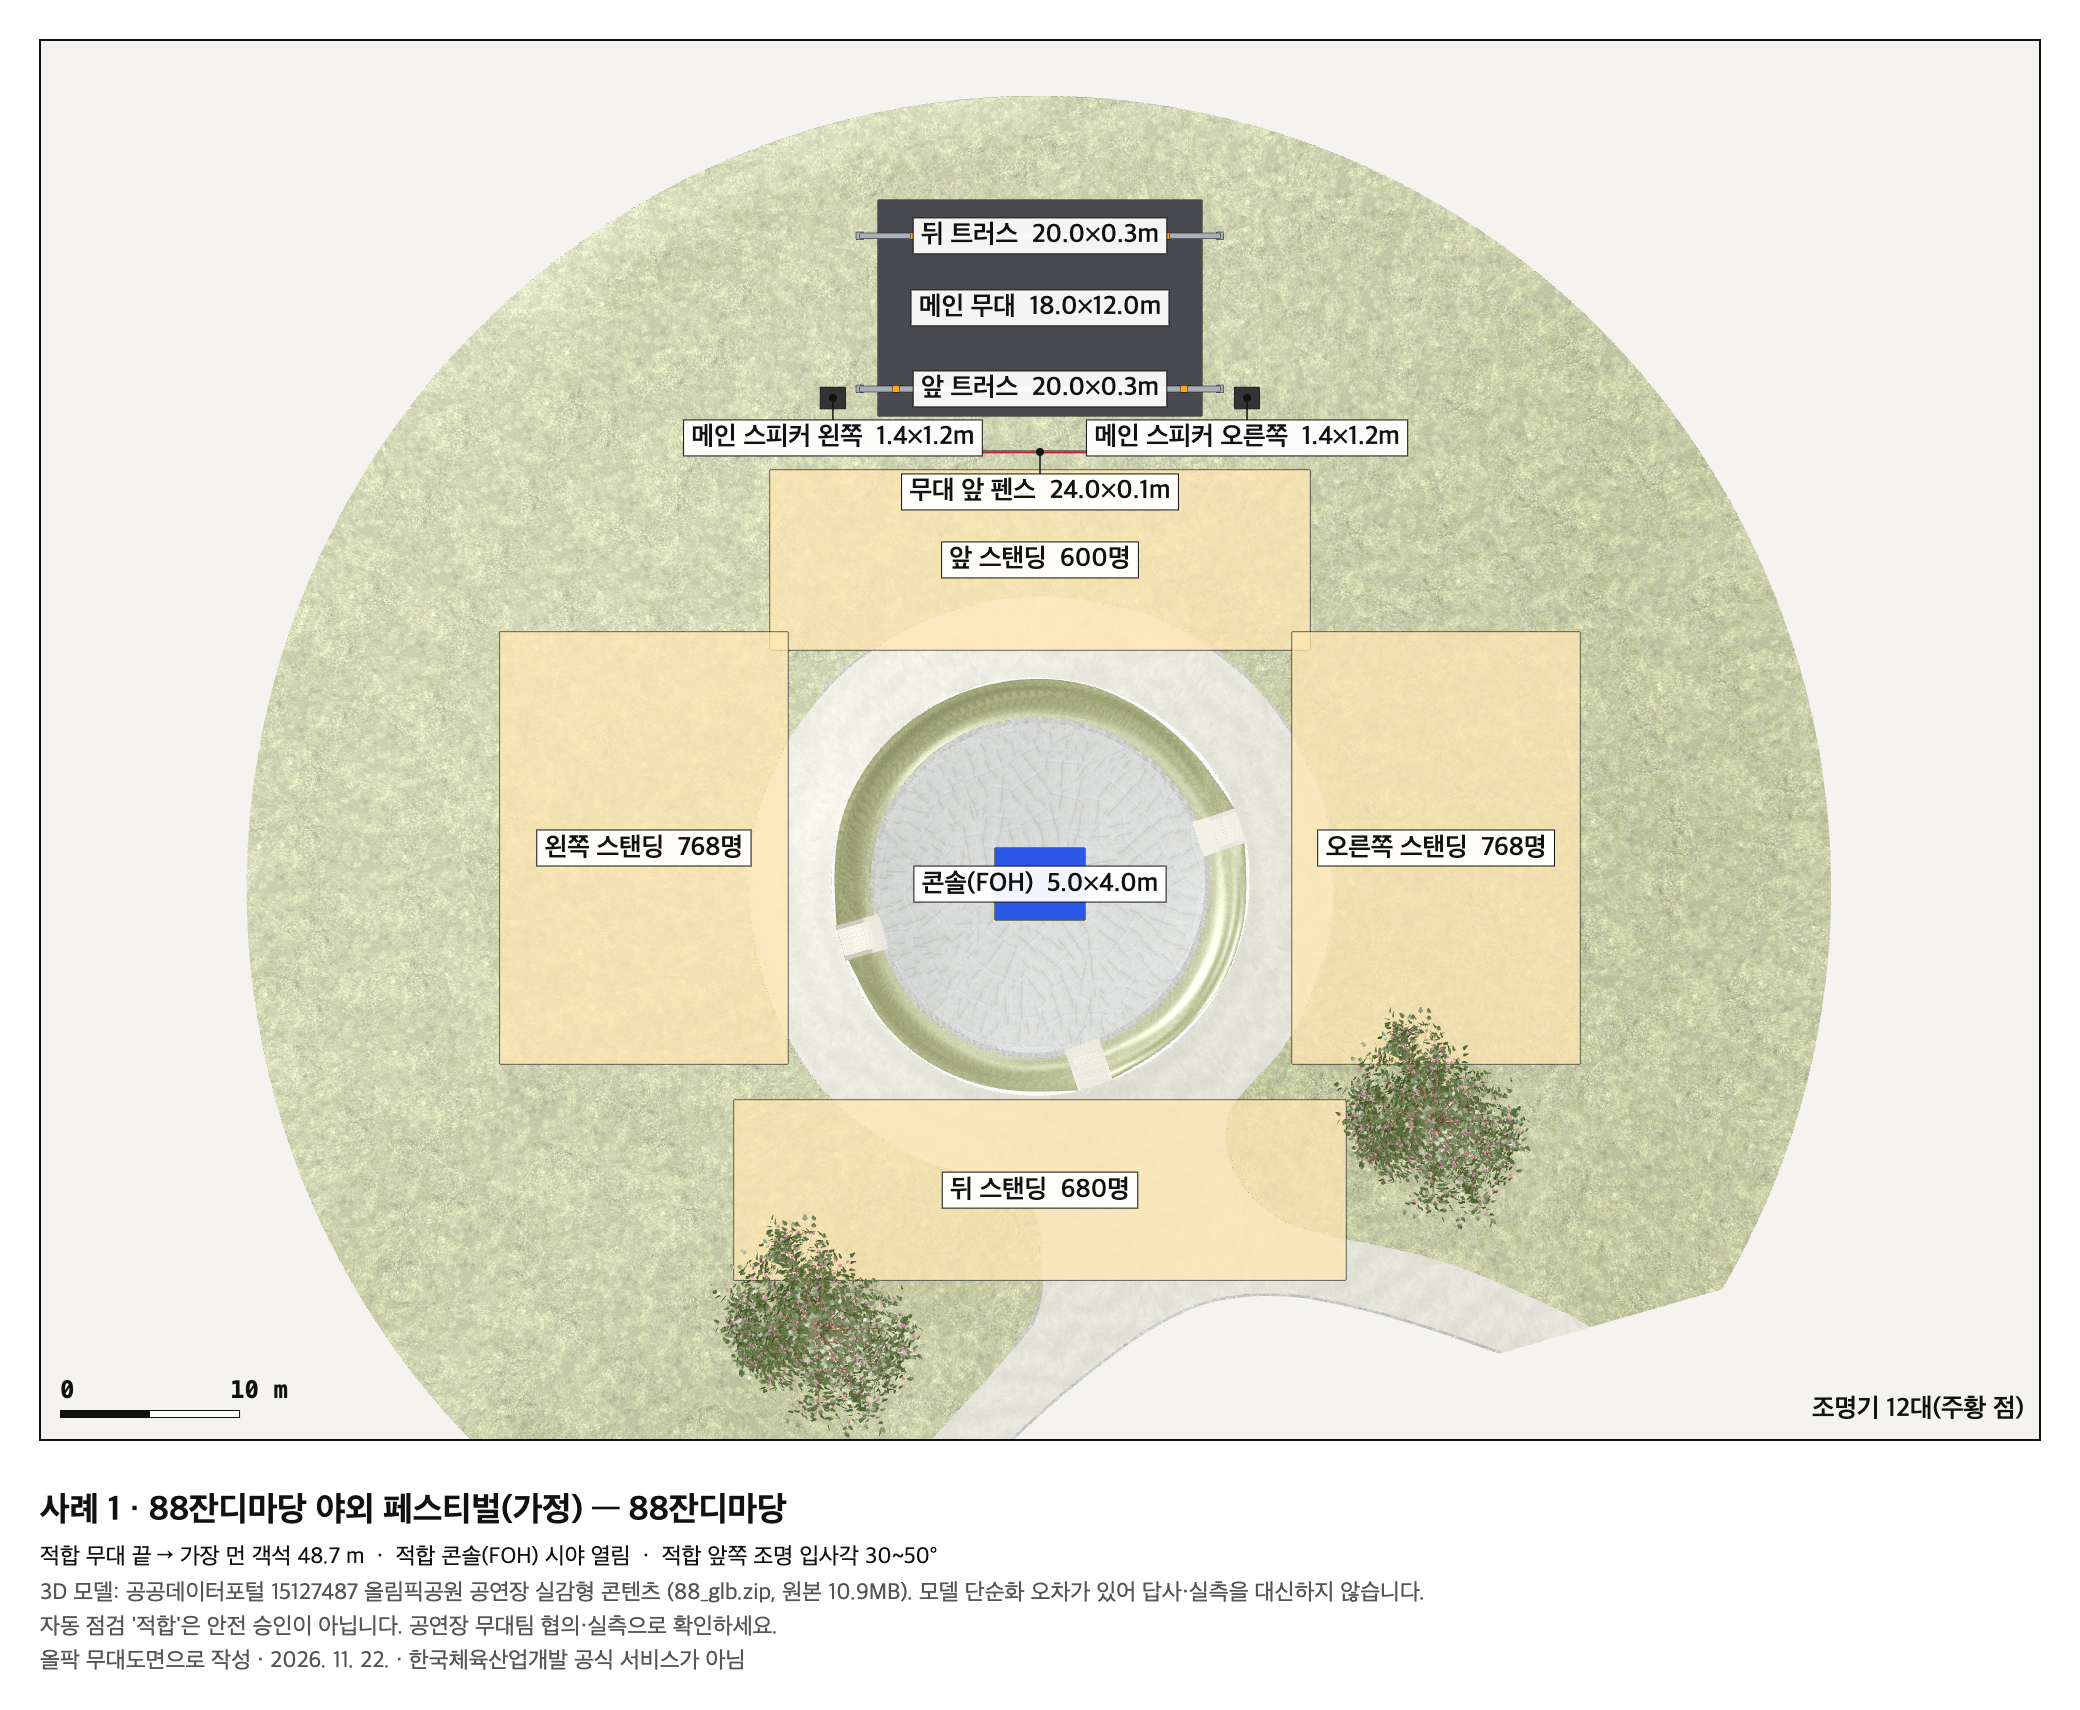 뒤 트러스 20.0×0.3m
메인 무대 18.0×12.0m
앞 트러스 20.0×0.3m
메인 스피커 왼쪽 1.4×1.2m
메인 스피커 오른쪽 1.4×1.2m
무대 앞 펜스 24.0×0.1m
앞 스탠딩 600명
왼쪽 스탠딩 768명
오른쪽 스탠딩 768명
콘솔(FOH) 5.0×4.0m
뒤 스탠딩 680명
0 10 m
조명기 12대(주황 점)
사례 1 · 88잔디마당 야외 페스티벌(가정) — 88잔디마당
적합 무대 끝 → 가장 먼 객석 48.7 m · 적합 콘솔(FOH) 시야 열림 · 적합 앞쪽 조명 입사각 30~50°
3D 모델: 공공데이터포털 15127487 올림픽공원 공연장 실감형 콘텐츠 (88_glb.zip, 원본 10.9MB). 모델 단순화 오차가 있어 답사·실측을 대신하지 않습니다.
자동 점검 '적합'은 안전 승인이 아닙니다. 공연장 무대팀 협의·실측으로 확인하세요.
올팍 무대도면으로 작성 · 2026. 11. 22. · 한국체육산업개발 공식 서비스가 아님